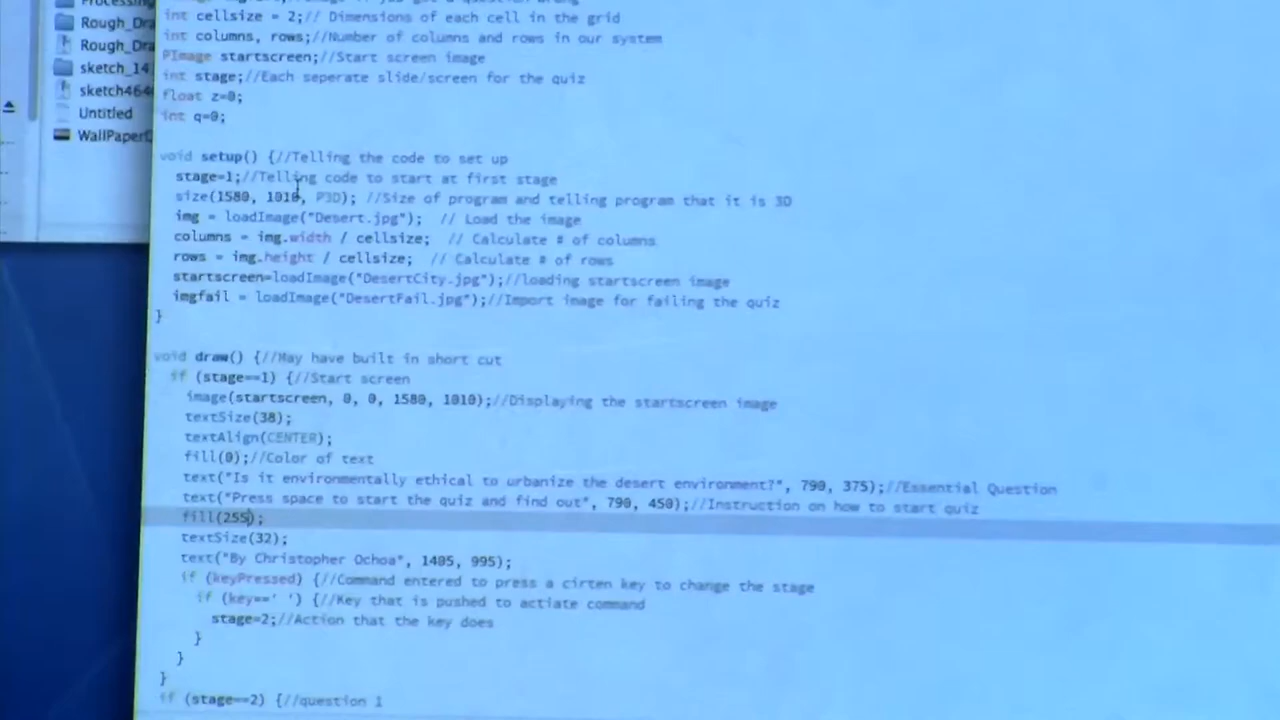 Rough_Dra
Rough_Dra
sketch_14
sketch464
Untitled
WallPaper
int cellsize = 2;// Dimensions of each cell in the grid
int columns, rows;//Number of columns and rows in our system
PImage startscreen;//Start screen image
int stage;//Each seperate slide/screen for the quiz
float z=0;
int q=0;
void setup() {//Telling the code to set up
stage=1;//Telling code to start at first stage
size(1580, 1010, P3D); //Size of program and telling program that it is 3D
img = loadImage("Desert.jpg"); // Load the image
columns = img.width / cellsize; // Calculate # of columns
rows = img.height / cellsize; // Calculate # of rows
startscreen=loadImage("DesertCity.jpg");//loading startscreen image
imgfail = loadImage("DesertFail.jpg");//Import image for failing the quiz
}
void draw() {//May have built in short cut
if (stage==1) {//Start screen
image(startscreen, 0, 0, 1580, 1010);//Displaying the startscreen image
textSize(38);
textAlign(CENTER);
fill(0);//Color of text
text("Is it environmentally ethical to urbanize the desert environment?", 790, 375);//Essential Question
text("Press space to start the quiz and find out", 790, 450);//Instruction on how to start quiz
fill(255);
textSize(32);
text("By Christopher Ochoa", 1405, 995);
if (keyPressed) {//Command entered to press a cirten key to change the stage
if (key==' ') {//Key that is pushed to actiate command
stage=2;//Action that the key does
}
}
}
if (stage==2) {//question 1